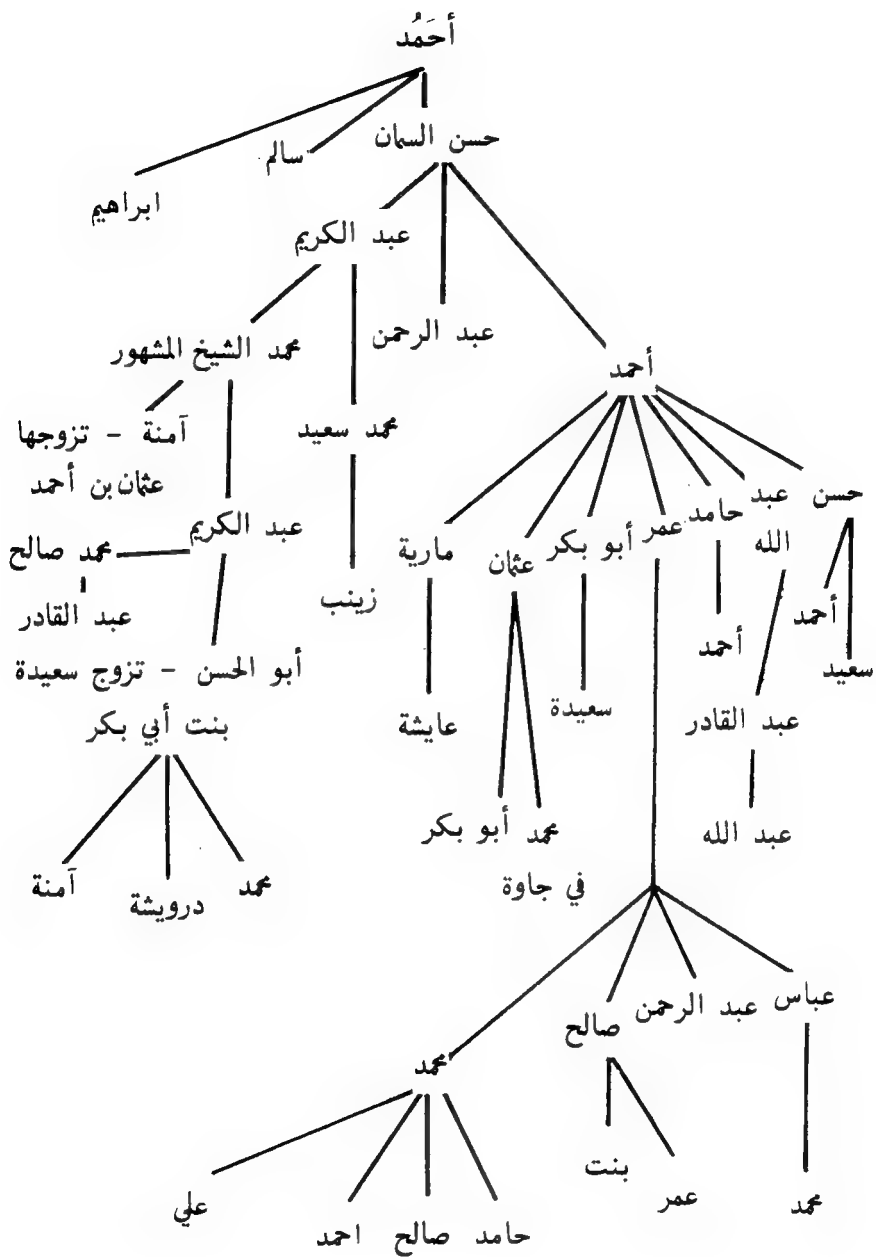 أحَمُد
حسن السمان
سالم
ابراهيم
عبد الكريم
عبد الرحمن
أحمد
محمد الشيخ المشهور
محمد سعيد
آمنة - تزوجها
عثمان بن أحمد
عبد الكريم
محمد صالح
عبد القادر
زينب
أبو الحسن - تزوج سعيدة
بنت أبي بكر
محمد
درويشة
آمنة
حسن
عبد
الله
حامد
عمر
أبو بكر
عثمان
مارية
أحمد
سعيد
أحمد
عبد القادر
سعيدة
عايشة
عبد الله
محمد
أبو بكر
في جاوة
عباس
عبد الرحمن
صالح
محمد
محمد
عمر
بنت
حامد
صالح
احمد
علي